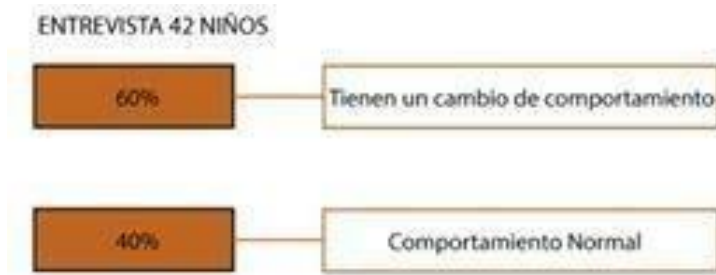 ENTREVISTA 42 NIÑOS
60%
Tienen un cambio de comportamiento
40%
Comportamiento Normal